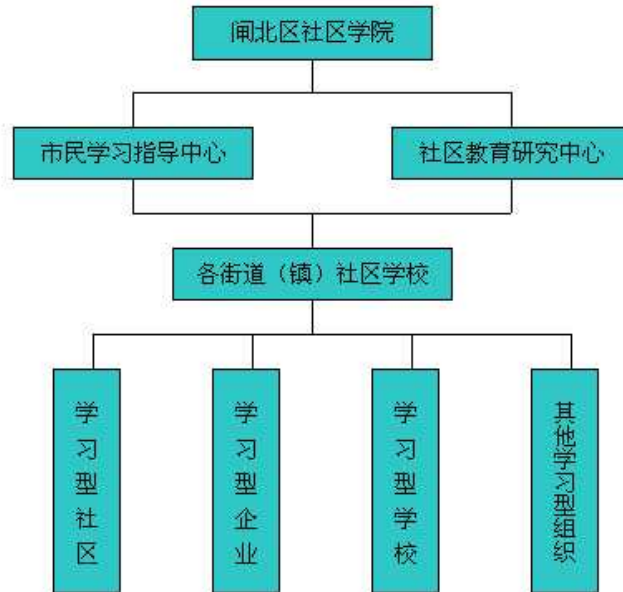 闸北区社区学院
市民学习指导中心
社区教育研究中心
各街道（镇）社区学校
学习型社区
学习型企业
学习型学校
其他学习型组织